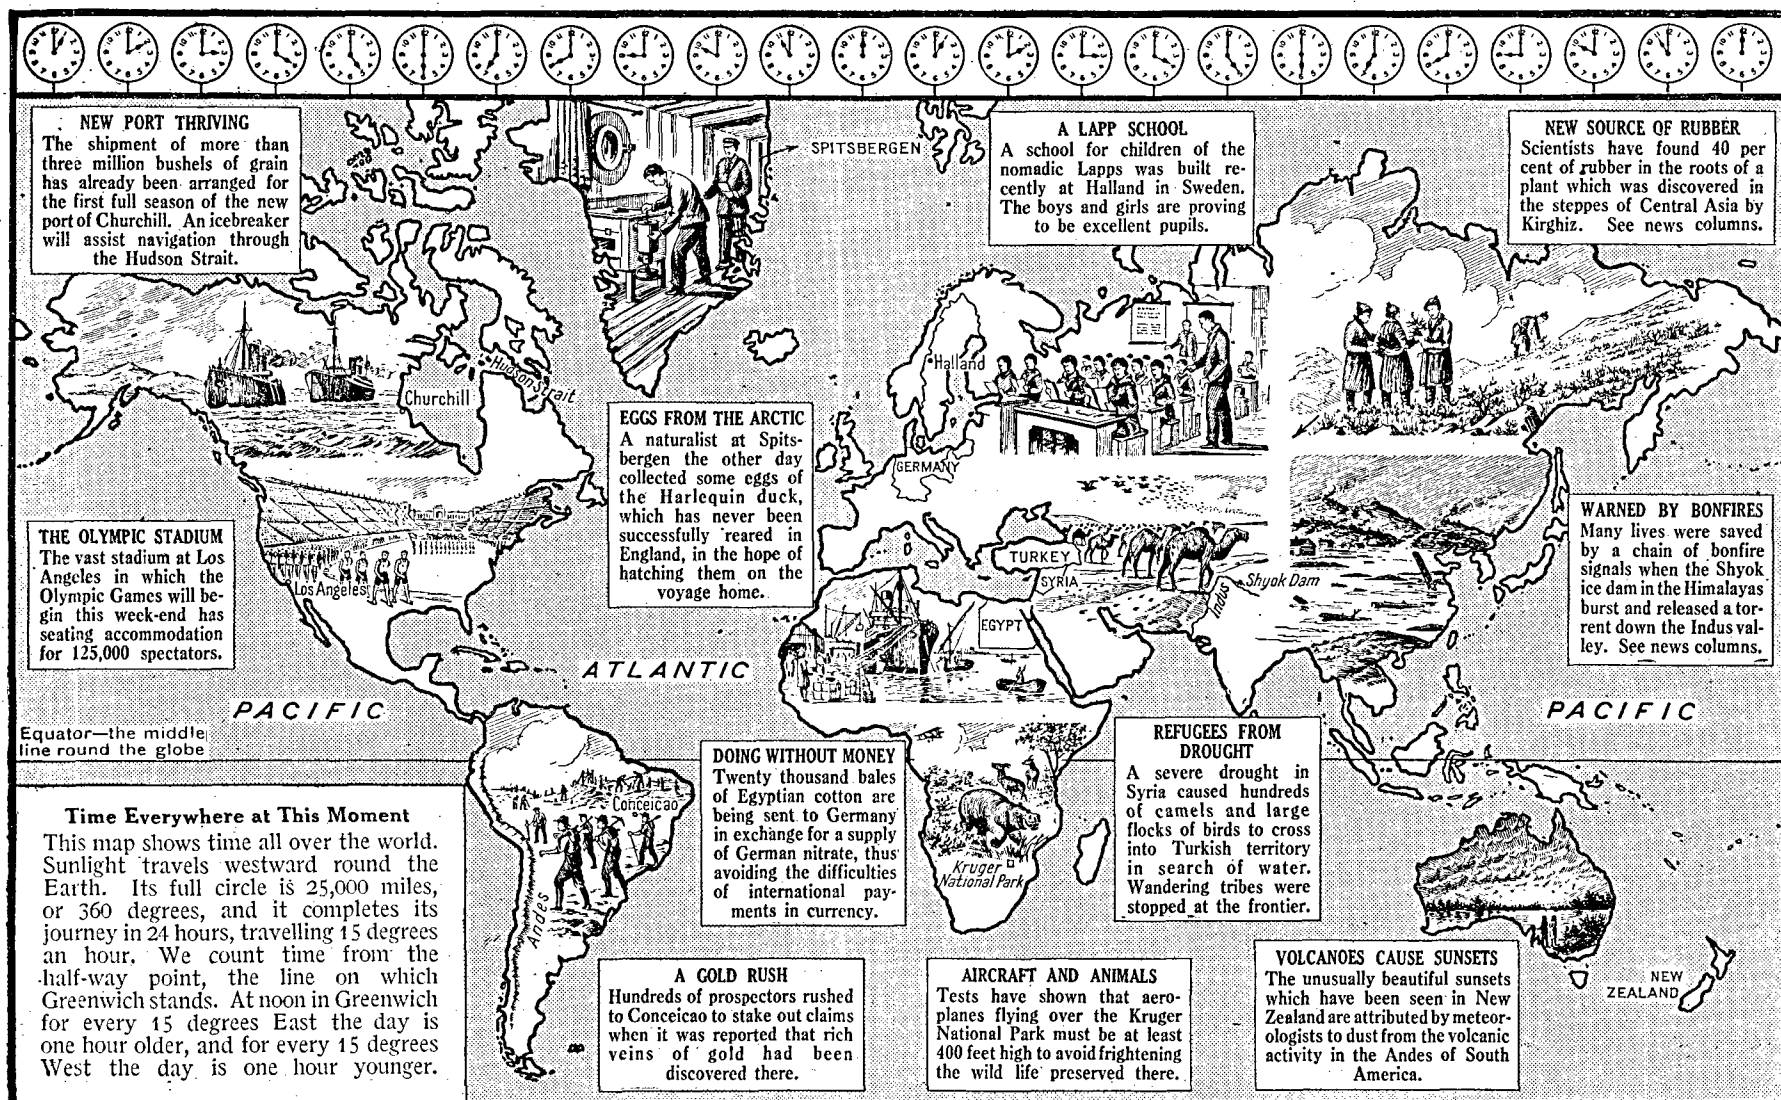 NEW PORT THRIVING
The shipment of more than
three million bushels of grain
has already been arranged for
the first full season of the new
port of Churchill. An icebreaker
will assist navigation through
the Hudson Strait.
SPITSBERGEN
A LAPP SCHOOL
A school for children of the
nomadic Lapps was built re-
cently at Halland in Sweden.
The boys and girls are proving
to be excellent pupils.
NEW SOURCE OF RUBBER
Scientists have found 40 per
cent of rubber in the roots of a
plant which was discovered in
the steppes of Central Asia by
Kirghiz. See news columns.
Hudson Strait
Churchill
Halland
EGGS FROM THE ARCTIC
A naturalist at Spits-
bergen the other day
collected some eggs of
the Harlequin duck,
which has never been
successfully reared in
England, in the hope of
hatching them on the
voyage home.
GERMANY
THE OLYMPIC STADIUM
The vast stadium at Los
Angeles in which the
Olympic Games will be-
gin this week-end has
seating accommodation
for 125,000 spectators.
Los Angeles
TURKEY
SYRIA
EGYPT
Indus
Shyok Dam
WARNED BY BONFIRES
Many lives were saved
by a chain of bonfire
signals when the Shyok
ice dam in the Himalayas
burst and released a tor-
rent down the Indus val-
ley. See news columns.
ATLANTIC
PACIFIC
PACIFIC
Equator—the middle
line round the globe
DOING WITHOUT MONEY
Twenty thousand bales
of Egyptian cotton are
being sent to Germany
in exchange for a supply
of German nitrate, thus
avoiding the difficulties
of international pay-
ments in currency.
REFUGEES FROM
DROUGHT
A severe drought in
Syria caused hundreds
of camels and large
flocks of birds to cross
into Turkish territory
in search of water.
Wandering tribes were
stopped at the frontier.
Conceicao
Andes
Kruger
National Park
Time Everywhere at This Moment
This map shows time all over the world.
Sunlight travels westward round the
Earth. Its full circle is 25,000 miles,
or 360 degrees, and it completes its
journey in 24 hours, travelling 15 degrees
an hour. We count time from the
half-way point, the line on which
Greenwich stands. At noon in Greenwich
for every 15 degrees East the day is
one hour older, and for every 15 degrees
West the day is one hour younger.
A GOLD RUSH
Hundreds of prospectors rushed
to Conceicao to stake out claims
when it was reported that rich
veins of gold had been
discovered there.
AIRCRAFT AND ANIMALS
Tests have shown that aero-
planes flying over the Kruger
National Park must be at least
400 feet high to avoid frightening
the wild life preserved there.
VOLCANOES CAUSE SUNSETS
The unusually beautiful sunsets
which have been seen in New
Zealand are attributed by meteor-
ologists to dust from the volcanic
activity in the Andes of South
America.
NEW
ZEALAND